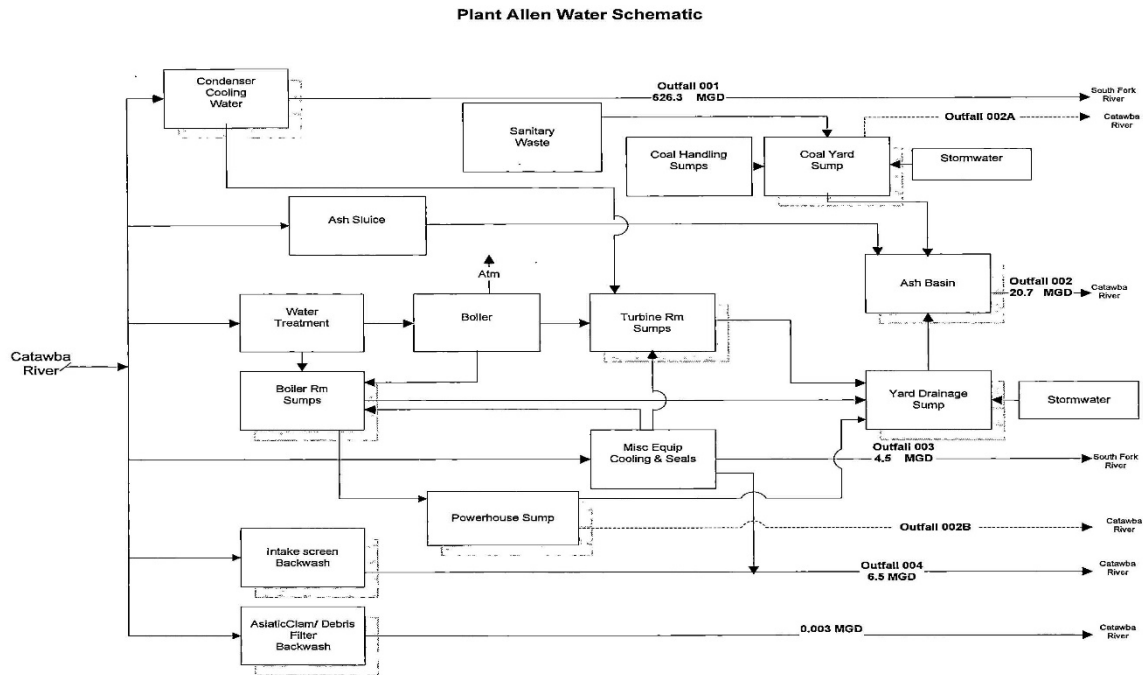 Plant Allen Water Schematic
Condenser
Cooling
Water
Outfall 001
626.3 MGD
South Fork
River
Outfall 002A
Catawba
River
Sanitary
Waste
Coal Handling
Sumps
Coal Yard
Sump
Stormwater
Ash Sluice
Atm
Ash Basin
Outfall 002
20.7 MGD
Catawba
River
Water
Treatment
Boiler
Turbine Rm
Sumps
Catawba
River
Boiler Rm
Sumps
Yard Drainage
Sump
Stormwater
Misc Equip
Cooling & Seals
Outfall 003
4.5 MGD
South Fork
River
Powerhouse Sump
Outfall 002B
Catawba
River
Intake screen
Backwash
Outfall 004
6.5 MGD
Catawba
River
AsiaticClam/ Debris
Filter
Backwash
0.003 MGD
Catawba
River